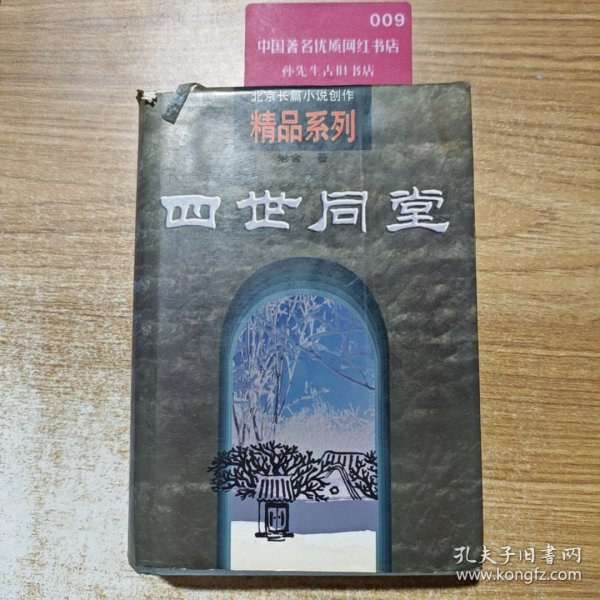 009
中国著名优质网红书店
孙先生古旧书店
北京长篇小说创作
精品系列
老舍 著
四世同堂
孔夫子旧书网
www.kongfz.com